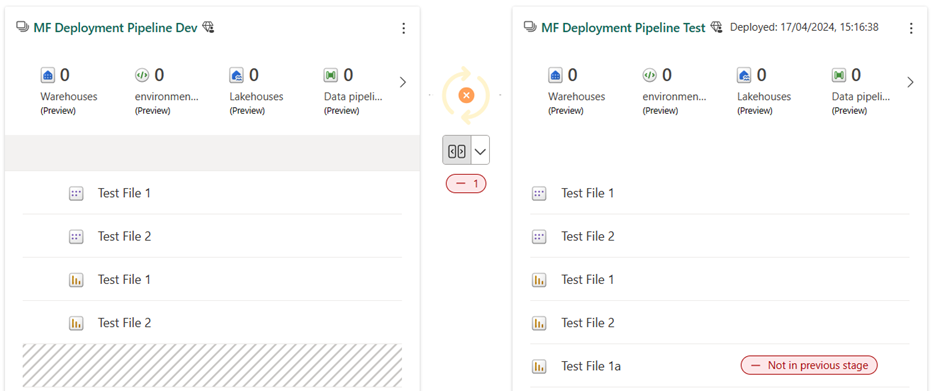 MF Deployment Pipeline Dev
0
Warehouses
(Preview)
0
environmen...
(Preview)
0
Lakehouses
(Preview)
0
Data pipeli...
(Preview)
Test File 1
Test File 2
Test File 1
Test File 2
1
MF Deployment Pipeline Test
Deployed: 17/04/2024, 15:16:38
0
Warehouses
(Preview)
0
environmen...
(Preview)
0
Lakehouses
(Preview)
0
Data pipeli...
(Preview)
Test File 1
Test File 2
Test File 1
Test File 2
Test File 1a
Not in previous stage